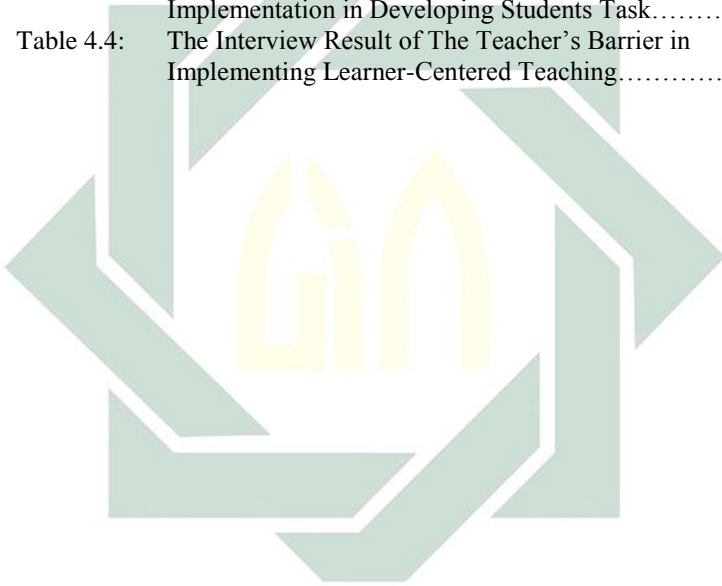 Implementation in Developing Students Task………
Table 4.4: The Interview Result of The Teacher's Barrier in
Implementing Learner-Centered Teaching…………